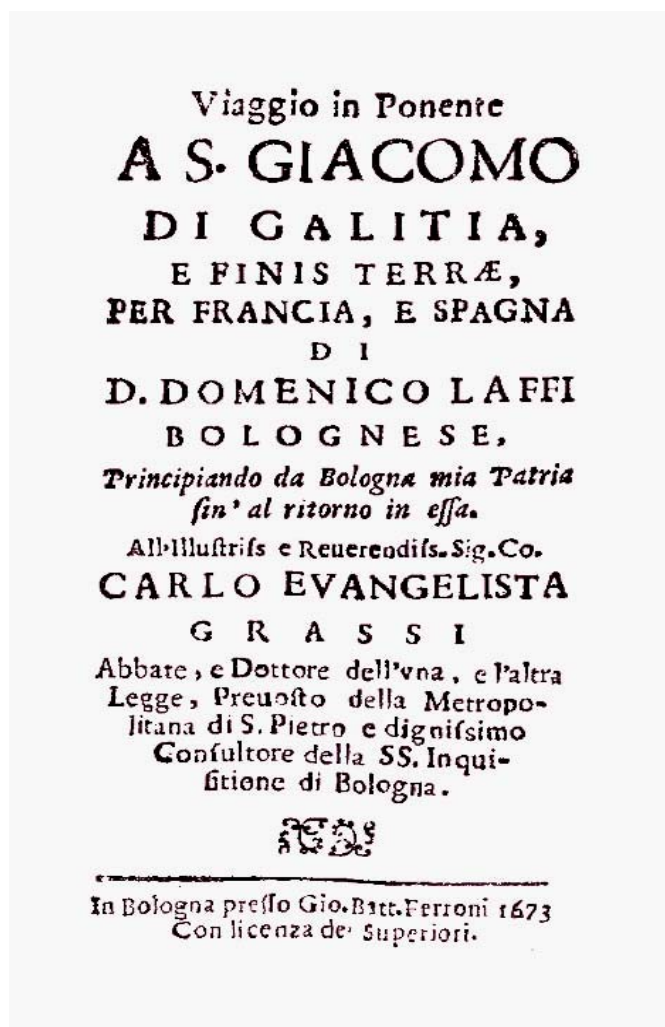 Viaggio in Ponente
A S. GIACOMO
DI GALITIA,
E FINIS TERRÆ,
PER FRANCIA, E SPAGNA
DI
D. DOMENICO LAFFI
BOLOGNESE,
Principiando da Bologna mia Patria
ſin' al ritorno in eſſa.
All'Illuſtriſs e Reuerendiſs. Sig. Co.
CARLO EVANGELISTA
GRASSI
Abbate, e Dottore dell'vna, e l'altra
Legge, Preuoſto della Metropo-
litana di S. Pietro e digniſsimo
Conſultore della SS. Inqui-
ſitione di Bologna.
In Bologna preſſo Gio. Batt. Ferroni 1673
Con licenza de' Superiori.